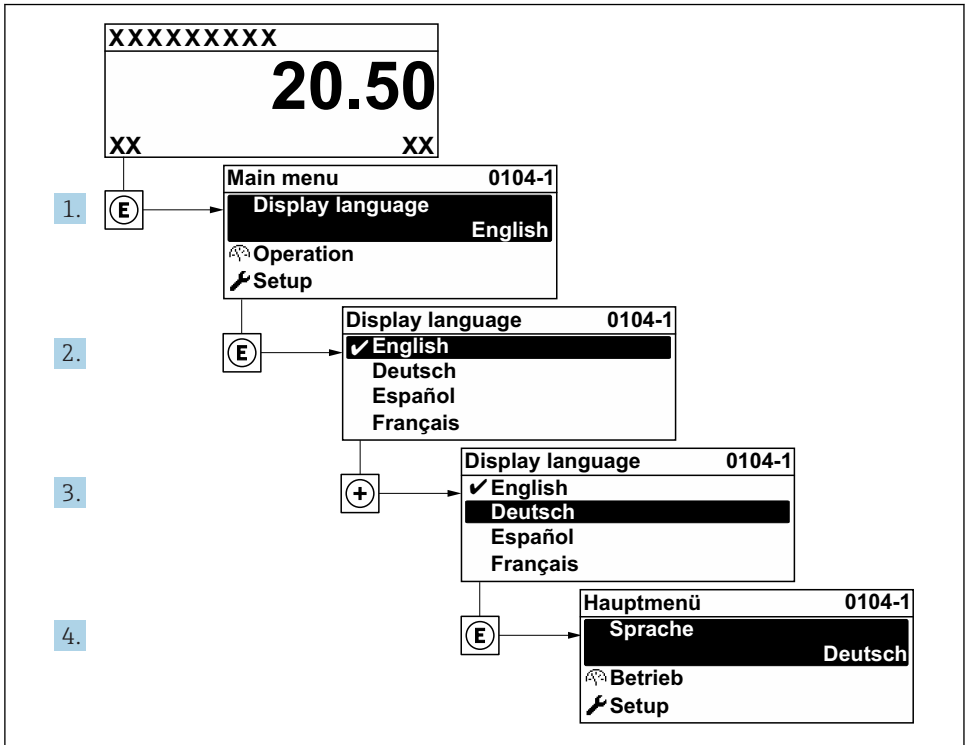 XXXXXXXXX
20.50
XX XX
1.
E
Main menu 0104-1
Display language
English
Operation
Setup
2.
E
Display language 0104-1
✔ English
Deutsch
Español
Français
3.
+
Display language 0104-1
✔ English
Deutsch
Español
Français
4.
E
Hauptmenü 0104-1
Sprache
Deutsch
Betrieb
Setup